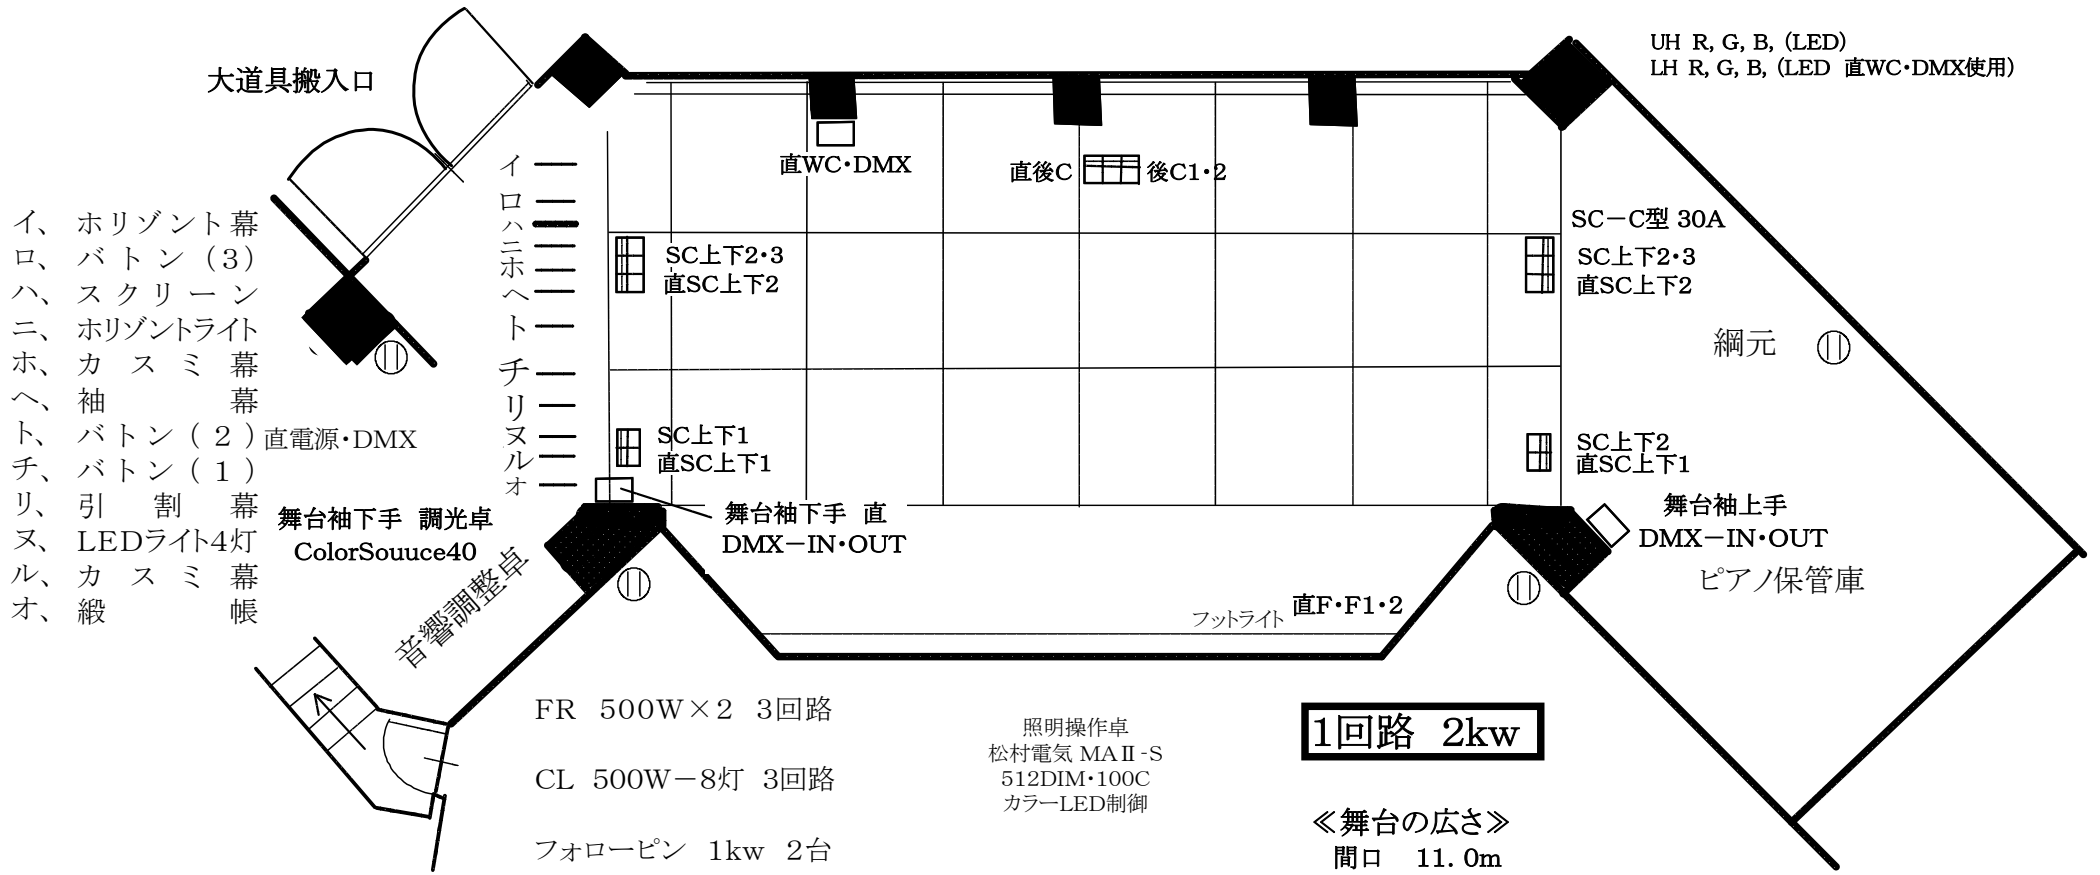 大道具搬入口
UH R, G, B, (LED)
LH R, G, B, (LED 直WC・DMX使用)
イ、ホリゾント幕
ロ、バトン(3)
ハ、スクリーン
ニ、ホリゾントライト
ホ、カスミ幕
ヘ、袖幕
ト、バトン(2)
チ、バトン(1)
リ、引割幕
ヌ、LEDライト4灯
ル、カスミ幕
オ、緞帳
イ
ロ
ハ
ニ
ホ
ヘ
ト
チ
リ
ヌ
ル
オ
直WC・DMX
直後C
後C1・2
SC上下2・3
直SC上下2
SC-C型 30A
SC上下2・3
直SC上下2
綱元
直電源・DMX
SC上下1
直SC上下1
SC上下2
直SC上下1
舞台袖下手 調光卓
ColorSouuce40
舞台袖下手 直
DMX-IN・OUT
舞台袖上手
DMX-IN・OUT
ピアノ保管庫
音響調整卓
フットライト
直F・F1・2
FR 500W×2 3回路
CL 500W-8灯 3回路
フォローピン 1kw 2台
照明操作卓
松村電気 MAⅡ-S
512DIM・100C
カラーLED制御
1回路 2kw
≪舞台の広さ≫
間口 11.0m